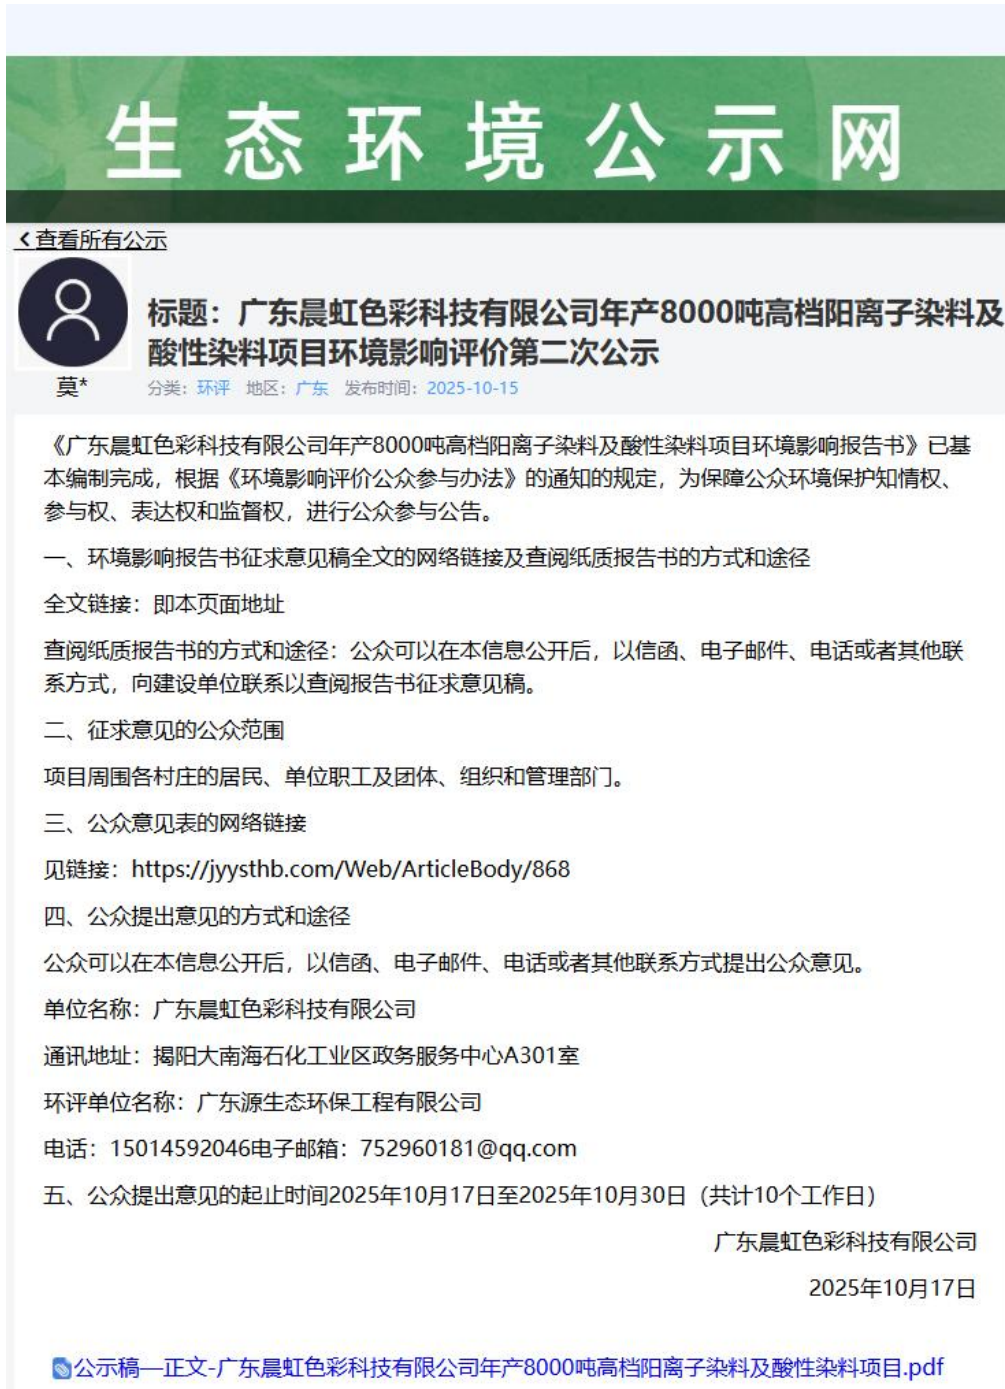 生态环境公示网
查看所有公示
标题：广东晨虹色彩科技有限公司年产8000吨高档阳离子染料及
酸性染料项目环境影响评价第二次公示
莫*
分类：环评 地区：广东 发布时间：2025-10-15
《广东晨虹色彩科技有限公司年产8000吨高档阳离子染料及酸性染料项目环境影响报告书》已基
本编制完成，根据《环境影响评价公众参与办法》的通知的规定，为保障公众环境保护知情权、
参与权、表达权和监督权，进行公众参与公告。
一、环境影响报告书征求意见稿全文的网络链接及查阅纸质报告书的方式和途径
全文链接：即本页面地址
查阅纸质报告书的方式和途径：公众可以在本信息公开后，以信函、电子邮件、电话或者其他联
系方式，向建设单位联系以查阅报告书征求意见稿。
二、征求意见的公众范围
项目周围各村庄的居民、单位职工及团体、组织和管理部门。
三、公众意见表的网络链接
见链接：https://jyysthb.com/Web/ArticleBody/868
四、公众提出意见的方式和途径
公众可以在本信息公开后，以信函、电子邮件、电话或者其他联系方式提出公众意见。
单位名称：广东晨虹色彩科技有限公司
通讯地址：揭阳大南海石化工业区政务服务中心A301室
环评单位名称：广东源生态环保工程有限公司
电话：15014592046电子邮箱：752960181@qq.com
五、公众提出意见的起止时间2025年10月17日至2025年10月30日（共计10个工作日）
广东晨虹色彩科技有限公司
2025年10月17日
公示稿—正文-广东晨虹色彩科技有限公司年产8000吨高档阳离子染料及酸性染料项目.pdf